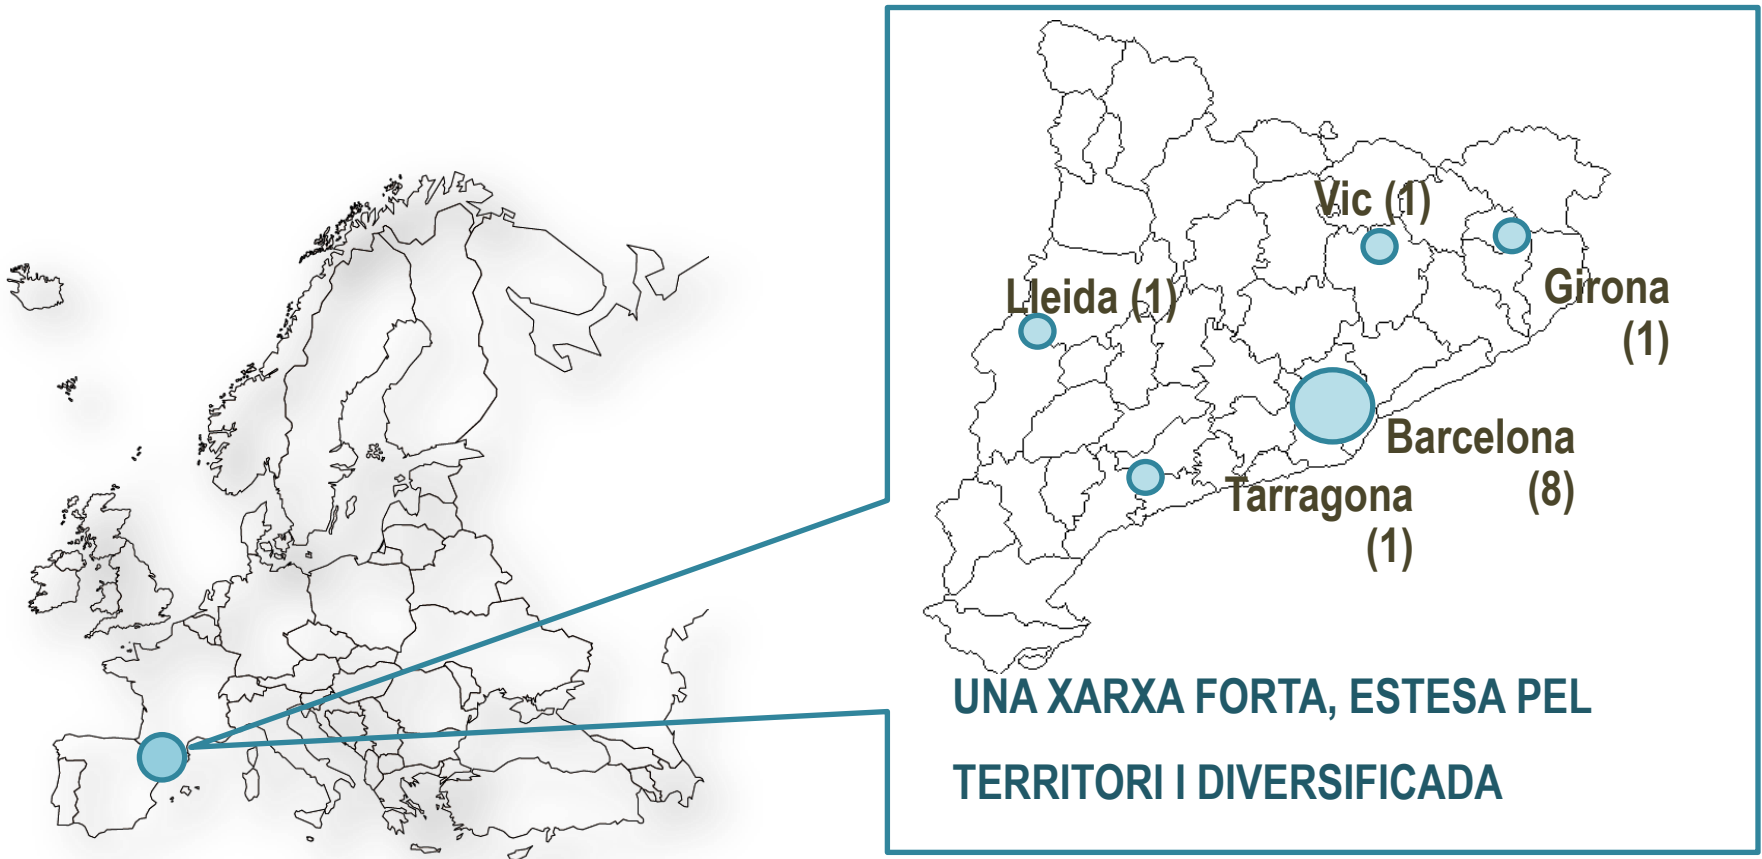 Vic (1)
Lleida (1)
Girona
(1)
Barcelona
(8)
Tarragona
(1)
UNA XARXA FORTA, ESTESA PEL
TERRITORI I DIVERSIFICADA